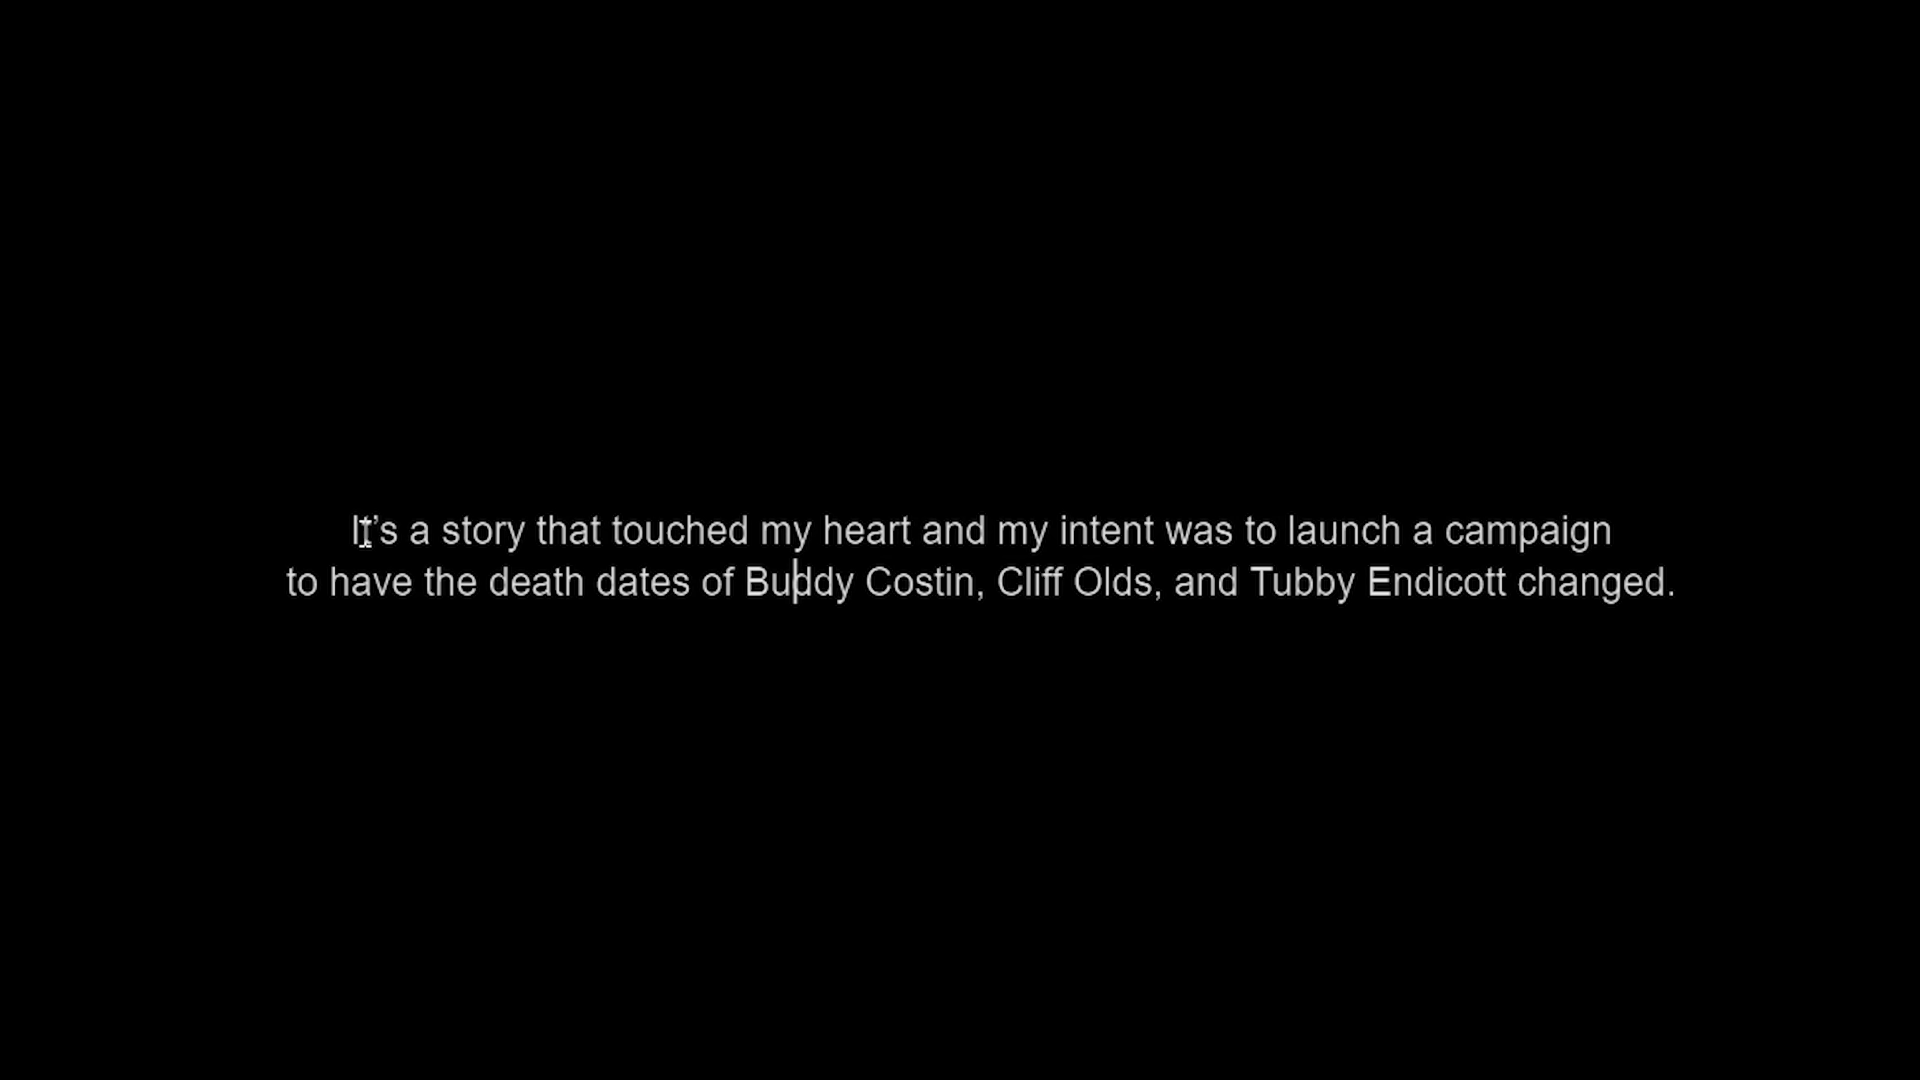 It's a story that touched my heart and my intent was to launch a campaign
to have the death dates of Buddy Costin, Cliff Olds, and Tubby Endicott changed.